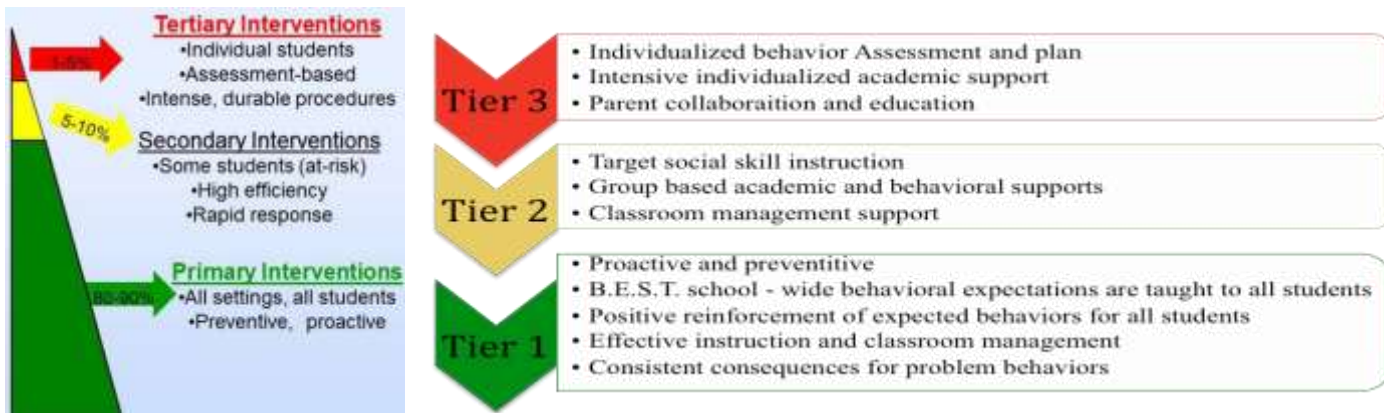 Tertiary Interventions
•Individual students
•Assessment-based
•Intense, durable procedures
1-5%
5-10%
Secondary Interventions
•Some students (at-risk)
•High efficiency
•Rapid response
Primary Interventions
80-90%
•All settings, all students
•Preventive, proactive
Tier 3
• Individualized behavior Assessment and plan
• Intensive individualized academic support
• Parent collaboraition and education
Tier 2
• Target social skill instruction
• Group based academic and behavioral supports
• Classroom management support
Tier 1
• Proactive and preventitive
• B.E.S.T. school - wide behavioral expectations are taught to all students
• Positive reinforcement of expected behaviors for all students
• Effective instruction and classroom management
• Consistent consequences for problem behaviors